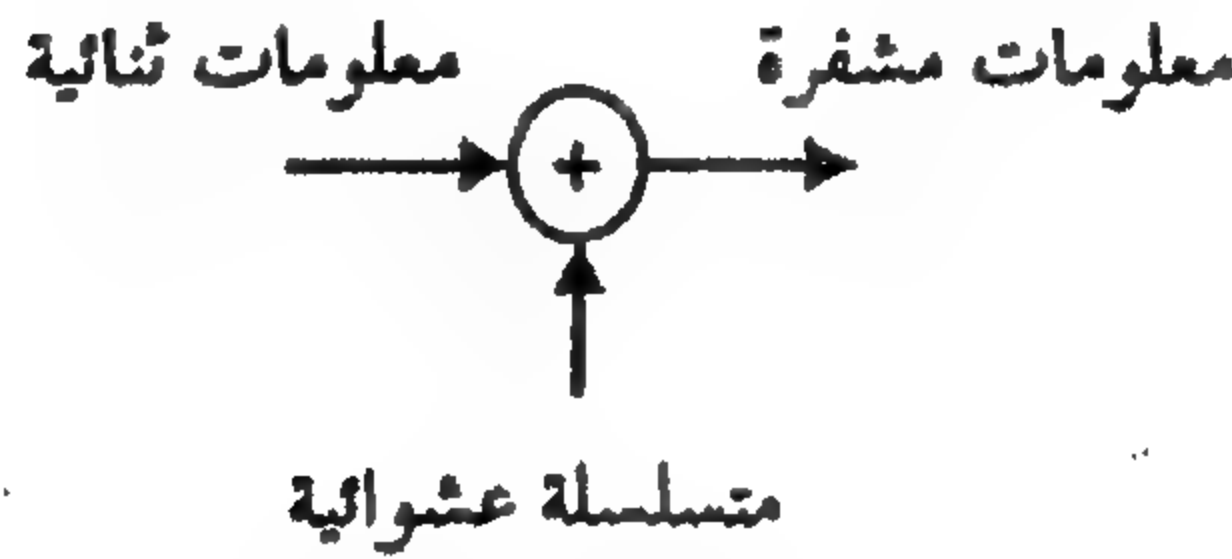 معلومات ثنائية
معلومات مشفرة
+
متسلسلة عشوائية